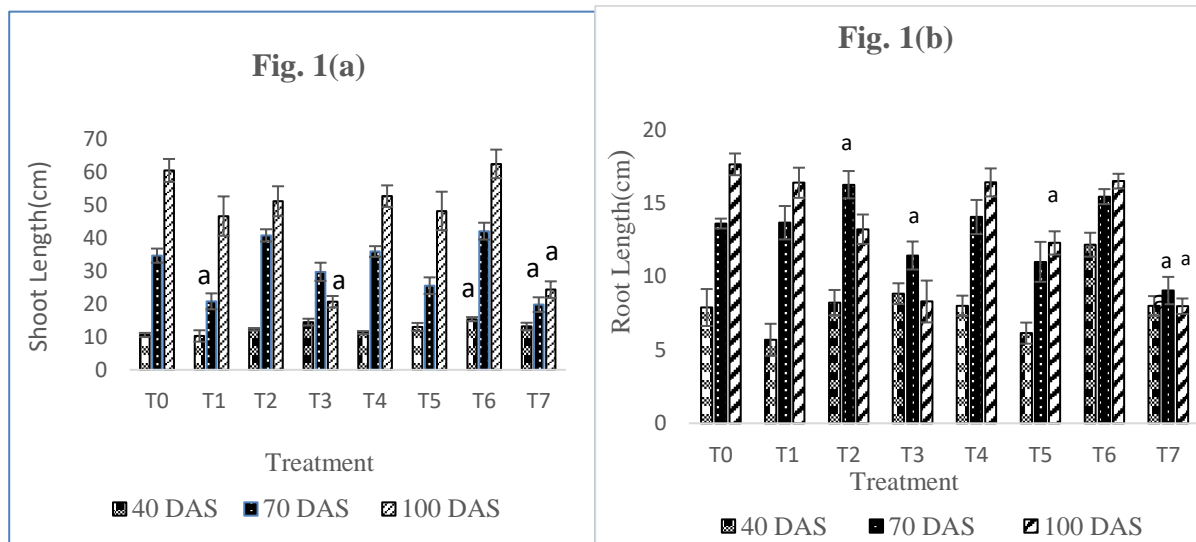 Fig. 1(a)
Shoot Length(cm)
70
60
50
40
30
20
10
0
a
a
a
a
a
T0 T1 T2 T3 T4 T5 T6 T7
Treatment
40 DAS 70 DAS 100 DAS
Fig. 1(b)
Root Length(cm)
20
15
10
5
0
a
a
a
a
a
a
T0 T1 T2 T3 T4 T5 T6 T7
Treatment
40 DAS 70 DAS 100 DAS